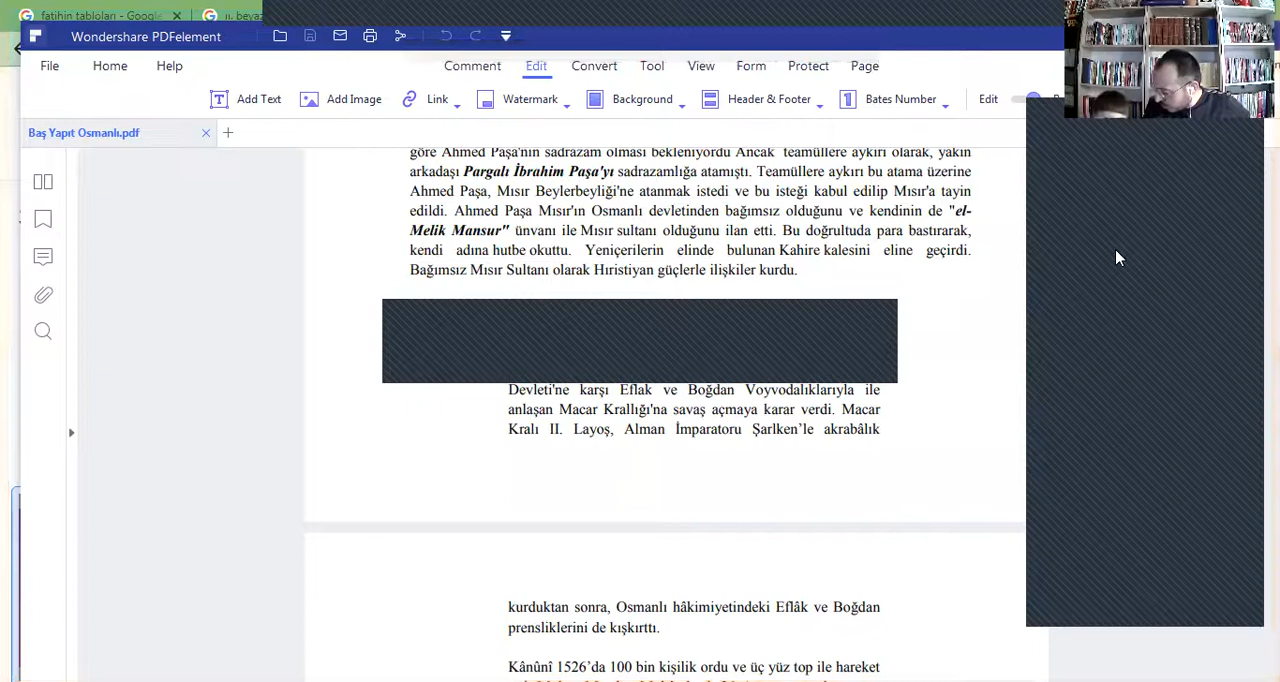 fatihin tabloları - Google
ıı. beyaz
Wondershare PDFelement
File Home Help Comment Edit Convert Tool View Form Protect Page
Add Text Add Image Link Watermark Background Header & Footer Bates Number Edit
Baş Yapıt Osmanlı.pdf
göre Ahmed Paşa'nın sadrazam olması bekleniyordu Ancak teamüllere aykırı olarak, yakın
arkadaşı Pargalı İbrahim Paşa'yı sadrazamlığa atamıştı. Teamüllere aykırı bu atama üzerine
Ahmed Paşa, Mısır Beylerbeyliği'ne atanmak istedi ve bu isteği kabul edilip Mısır'a tayin
edildi. Ahmed Paşa Mısır'ın Osmanlı devletinden bağımsız olduğunu ve kendinin de "el-
Melik Mansur" ünvanı ile Mısır sultanı olduğunu ilan etti. Bu doğrultuda para bastırarak,
kendi adına hutbe okuttu. Yeniçerilerin elinde bulunan Kahire kalesini eline geçirdi.
Bağımsız Mısır Sultanı olarak Hıristiyan güçlerle ilişkiler kurdu.
Devleti'ne karşı Eflak ve Boğdan Voyvodalıklarıyla ile
anlaşan Macar Krallığı'na savaş açmaya karar verdi. Macar
Kralı II. Layoş, Alman İmparatoru Şarlken'le akrabâlık
kurduktan sonra, Osmanlı hâkimiyetindeki Eflâk ve Boğdan
prensliklerini de kışkırttı.
Kânûnî 1526'da 100 bin kişilik ordu ve üç yüz top ile hareket